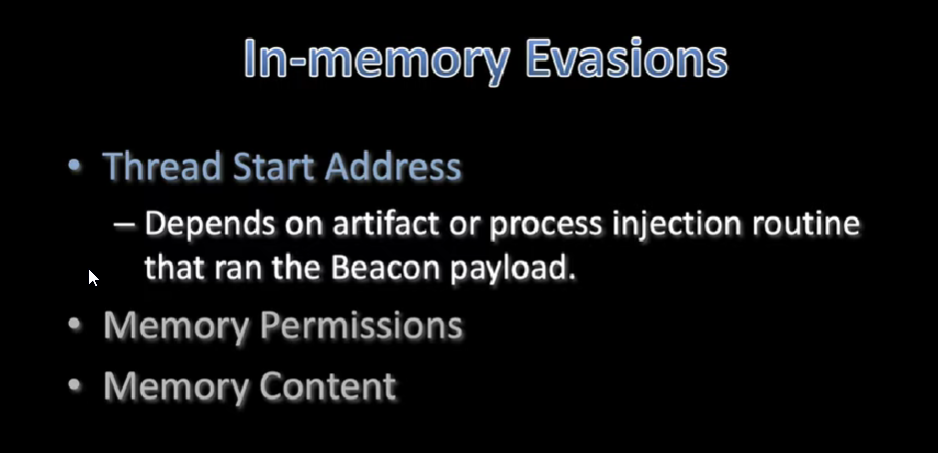 In-memory Evasions
• Thread Start Address
– Depends on artifact or process injection routine
that ran the Beacon payload.
• Memory Permissions
• Memory Content